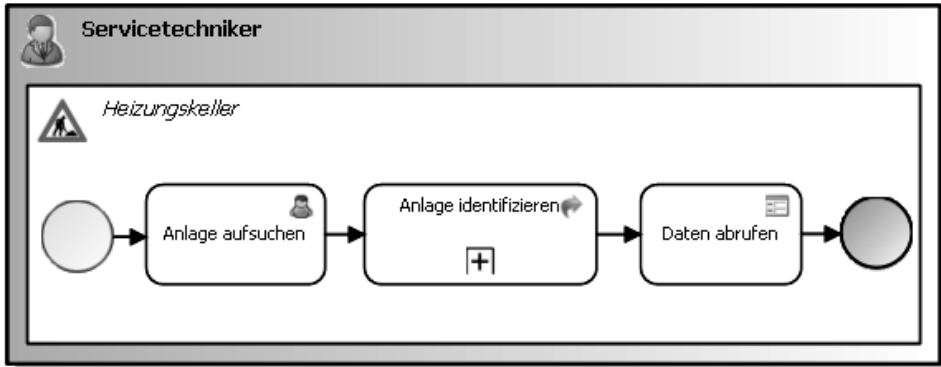 Servicetechniker
Heizungskeller
Anlage aufsuchen
Anlage identifizieren
Daten abrufen